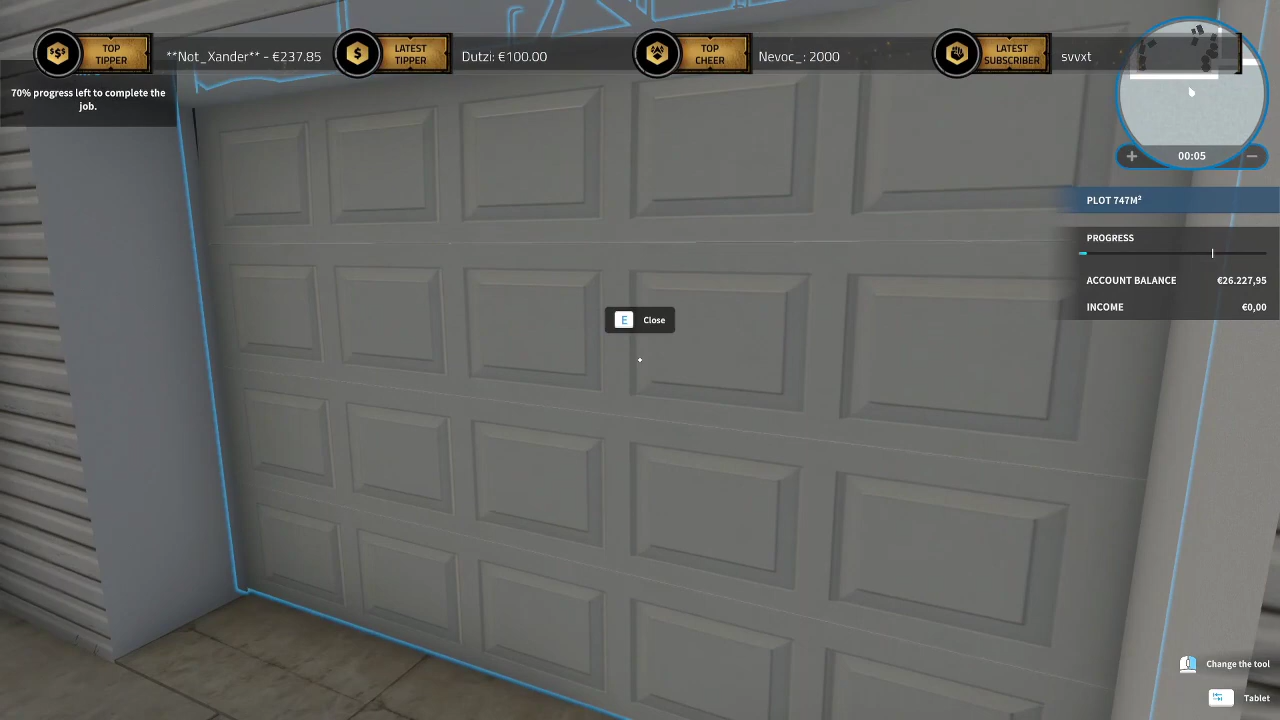 TOP
TIPPER
**Not_Xander** - €237.85
LATEST
TIPPER
Dutzi: €100.00
TOP
CHEER
Nevoc_: 2000
LATEST
SUBSCRIBER
svvxt
70% progress left to complete the
job.
00:05
PLOT 747M²
PROGRESS
ACCOUNT BALANCE €26.227,95
INCOME €0,00
E Close
Change the tool
Tablet